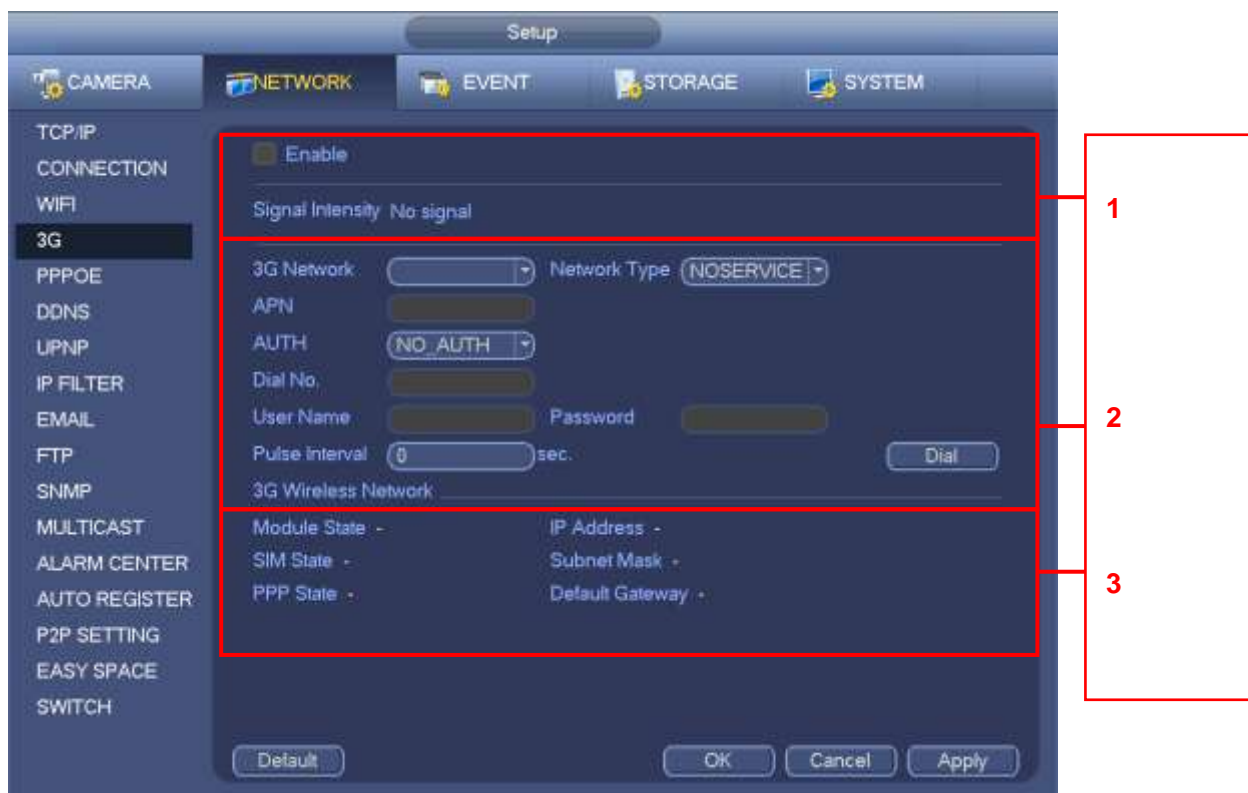 Setup
CAMERA NETWORK EVENT STORAGE SYSTEM
TCP/IP
CONNECTION
WIFI
3G
PPPOE
DDNS
UPNP
IP FILTER
EMAIL
FTP
SNMP
MULTICAST
ALARM CENTER
AUTO REGISTER
P2P SETTING
EASY SPACE
SWITCH
Enable
Signal Intensity No signal
3G Network Network Type NOSERVICE
APN
AUTH NO_AUTH
Dial No.
User Name Password
Pulse Interval 0 sec. Dial
3G Wireless Network
Module State - IP Address -
SIM State - Subnet Mask -
PPP State - Default Gateway -
Default OK Cancel Apply
1
2
3